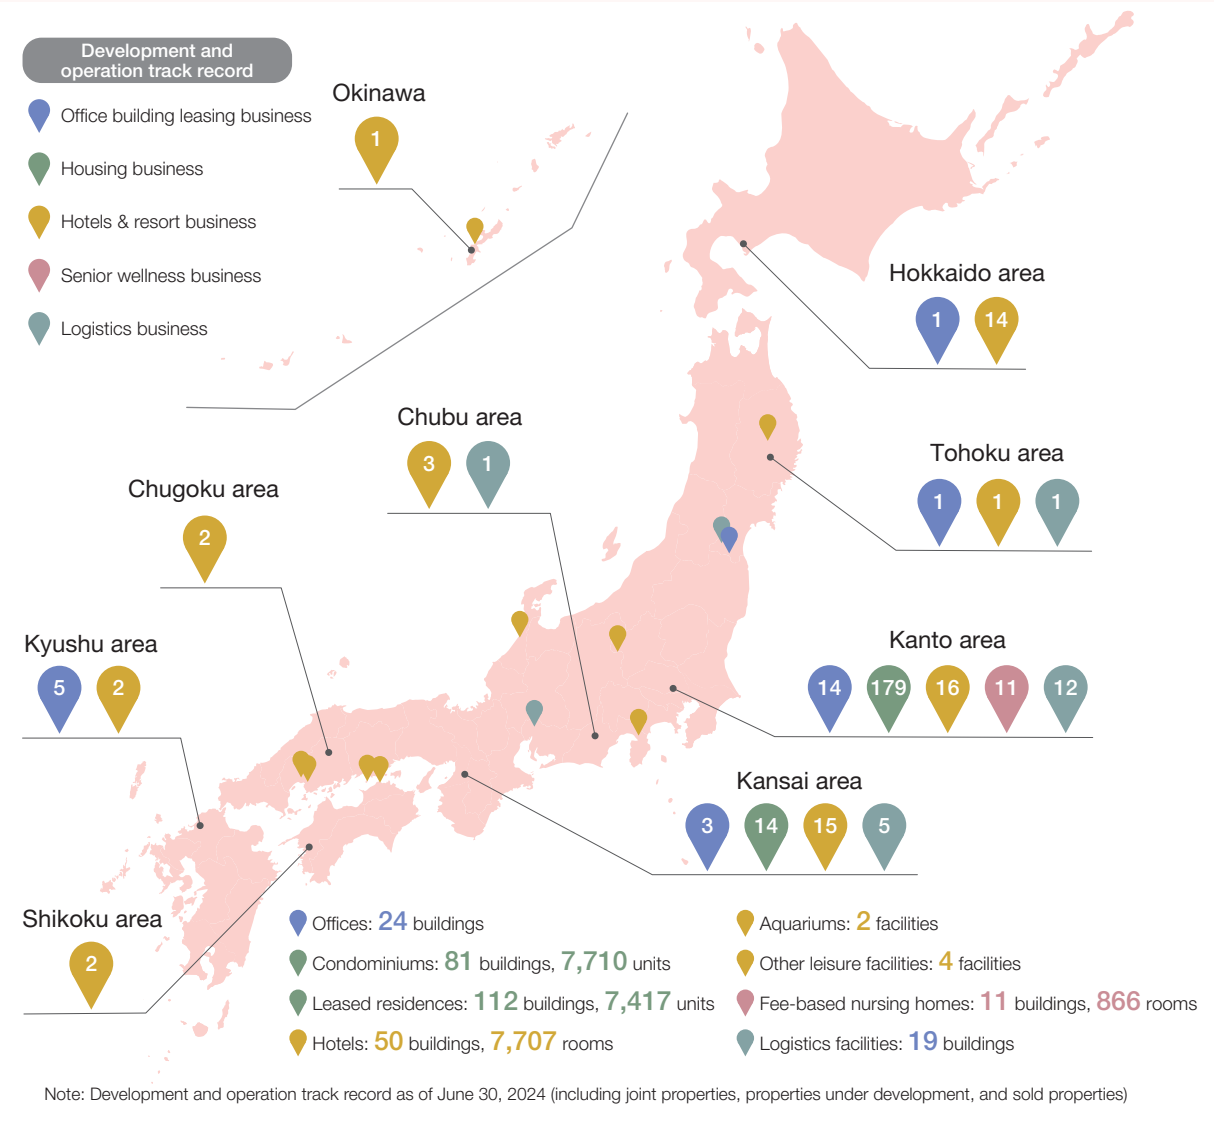 Development and
operation track record
Office building leasing business
Housing business
Hotels & resort business
Senior wellness business
Logistics business
Okinawa
1
Hokkaido area
1 14
Chubu area
3 1
Tohoku area
1 1 1
Chugoku area
2
Kyushu area
5 2
Kanto area
14 179 16 11 12
Kansai area
3 14 15 5
Shikoku area
2
Offices: 24 buildings
Condominiums: 81 buildings, 7,710 units
Leased residences: 112 buildings, 7,417 units
Hotels: 50 buildings, 7,707 rooms
Aquariums: 2 facilities
Other leisure facilities: 4 facilities
Fee-based nursing homes: 11 buildings, 866 rooms
Logistics facilities: 19 buildings
Note: Development and operation track record as of June 30, 2024 (including joint properties, properties under development, and sold properties)